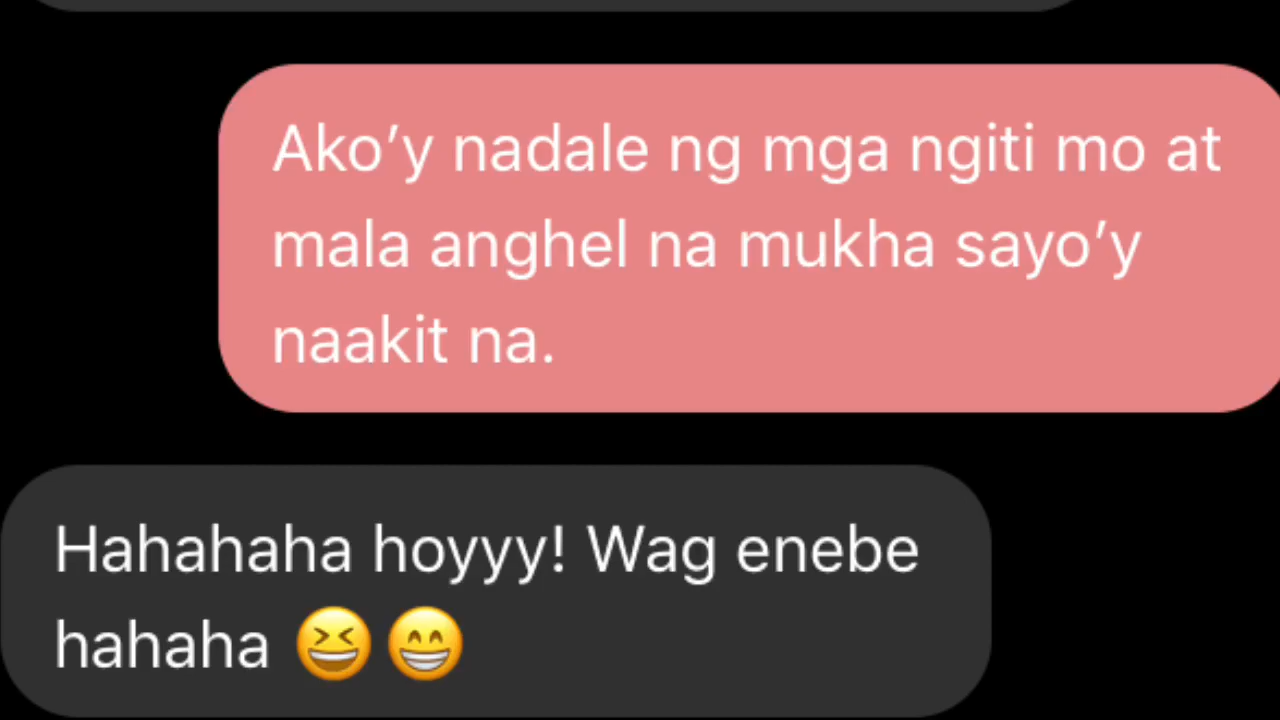 Ako’y nadale ng mga ngiti mo at
mala anghel na mukha sayo’y
naakit na.
Hahahaha hoyyy! Wag enebe
hahaha 😆😁